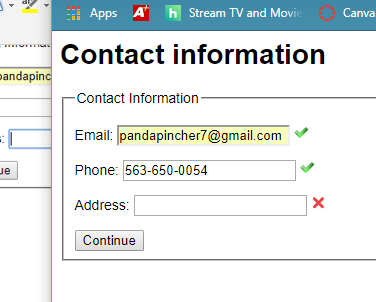 Apps A+ h Stream TV and Movie Canva
Contact information
Contact Information
Email: pandapincher7@gmail.com
Phone: 563-650-0054
Address:
Continue
pandapinc